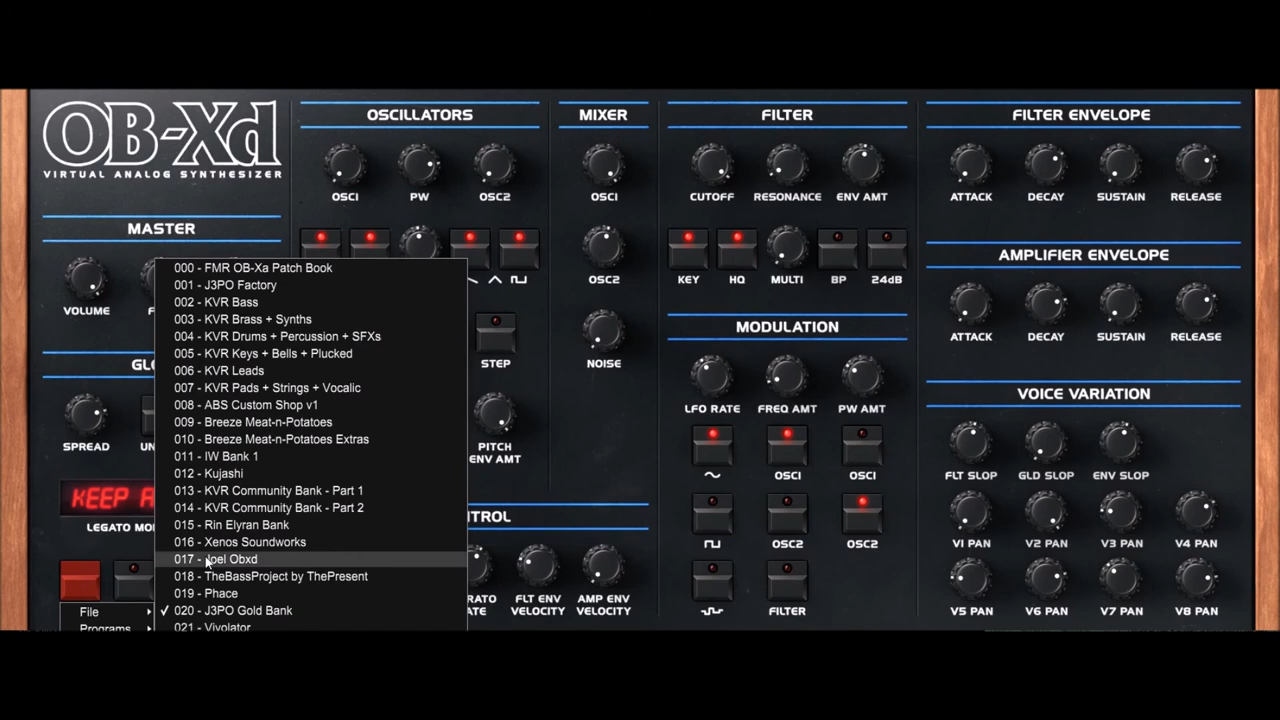 OB-Xd
VIRTUAL ANALOG SYNTHESIZER
MASTER
VOLUME
SPREAD
KEEP A
File
Programs
000 - FMR OB-Xa Patch Book
001 - J3PO Factory
002 - KVR Bass
003 - KVR Brass + Synths
004 - KVR Drums + Percussion + SFXs
005 - KVR Keys + Bells + Plucked
006 - KVR Leads
007 - KVR Pads + Strings + Vocalic
008 - ABS Custom Shop v1
009 - Breeze Meat-n-Potatoes
010 - Breeze Meat-n-Potatoes Extras
011 - IW Bank 1
012 - Kujashi
013 - KVR Community Bank - Part 1
014 - KVR Community Bank - Part 2
015 - Rin Elyran Bank
016 - Xenos Soundworks
017 - Joel Obxd
018 - TheBassProject by ThePresent
019 - Phace
020 - J3PO Gold Bank
021 - Vivolator
OSCILLATORS
OSC1 PW OSC2
STEP
PITCH
ENV AMT
MIXER
OSC1
OSC2
NOISE
FLT ENV AMP ENV
VELOCITY VELOCITY
FILTER
CUTOFF RESONANCE ENV AMT
KEY HQ MULTI BP 24dB
MODULATION
LFO RATE FREQ AMT PW AMT
OSC1 OSC1
OSC2 OSC2
FILTER
FILTER ENVELOPE
ATTACK DECAY SUSTAIN RELEASE
AMPLIFIER ENVELOPE
ATTACK DECAY SUSTAIN RELEASE
VOICE VARIATION
FLT SLOP GLD SLOP ENV SLOP
V1 PAN V2 PAN V3 PAN V4 PAN
V5 PAN V6 PAN V7 PAN V8 PAN